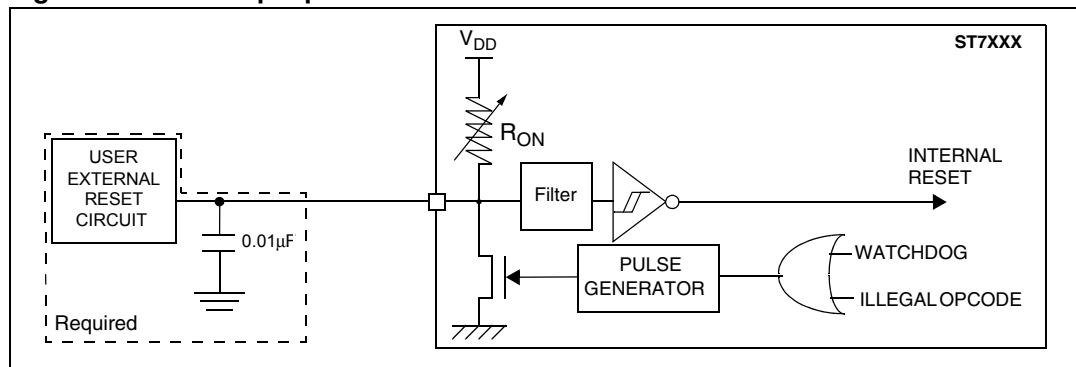 V_DD
ST7XXX
R_ON
USER
EXTERNAL
RESET
CIRCUIT
0.01μF
Required
Filter
INTERNAL
RESET
PULSE
GENERATOR
WATCHDOG
ILLEGAL OPCODE